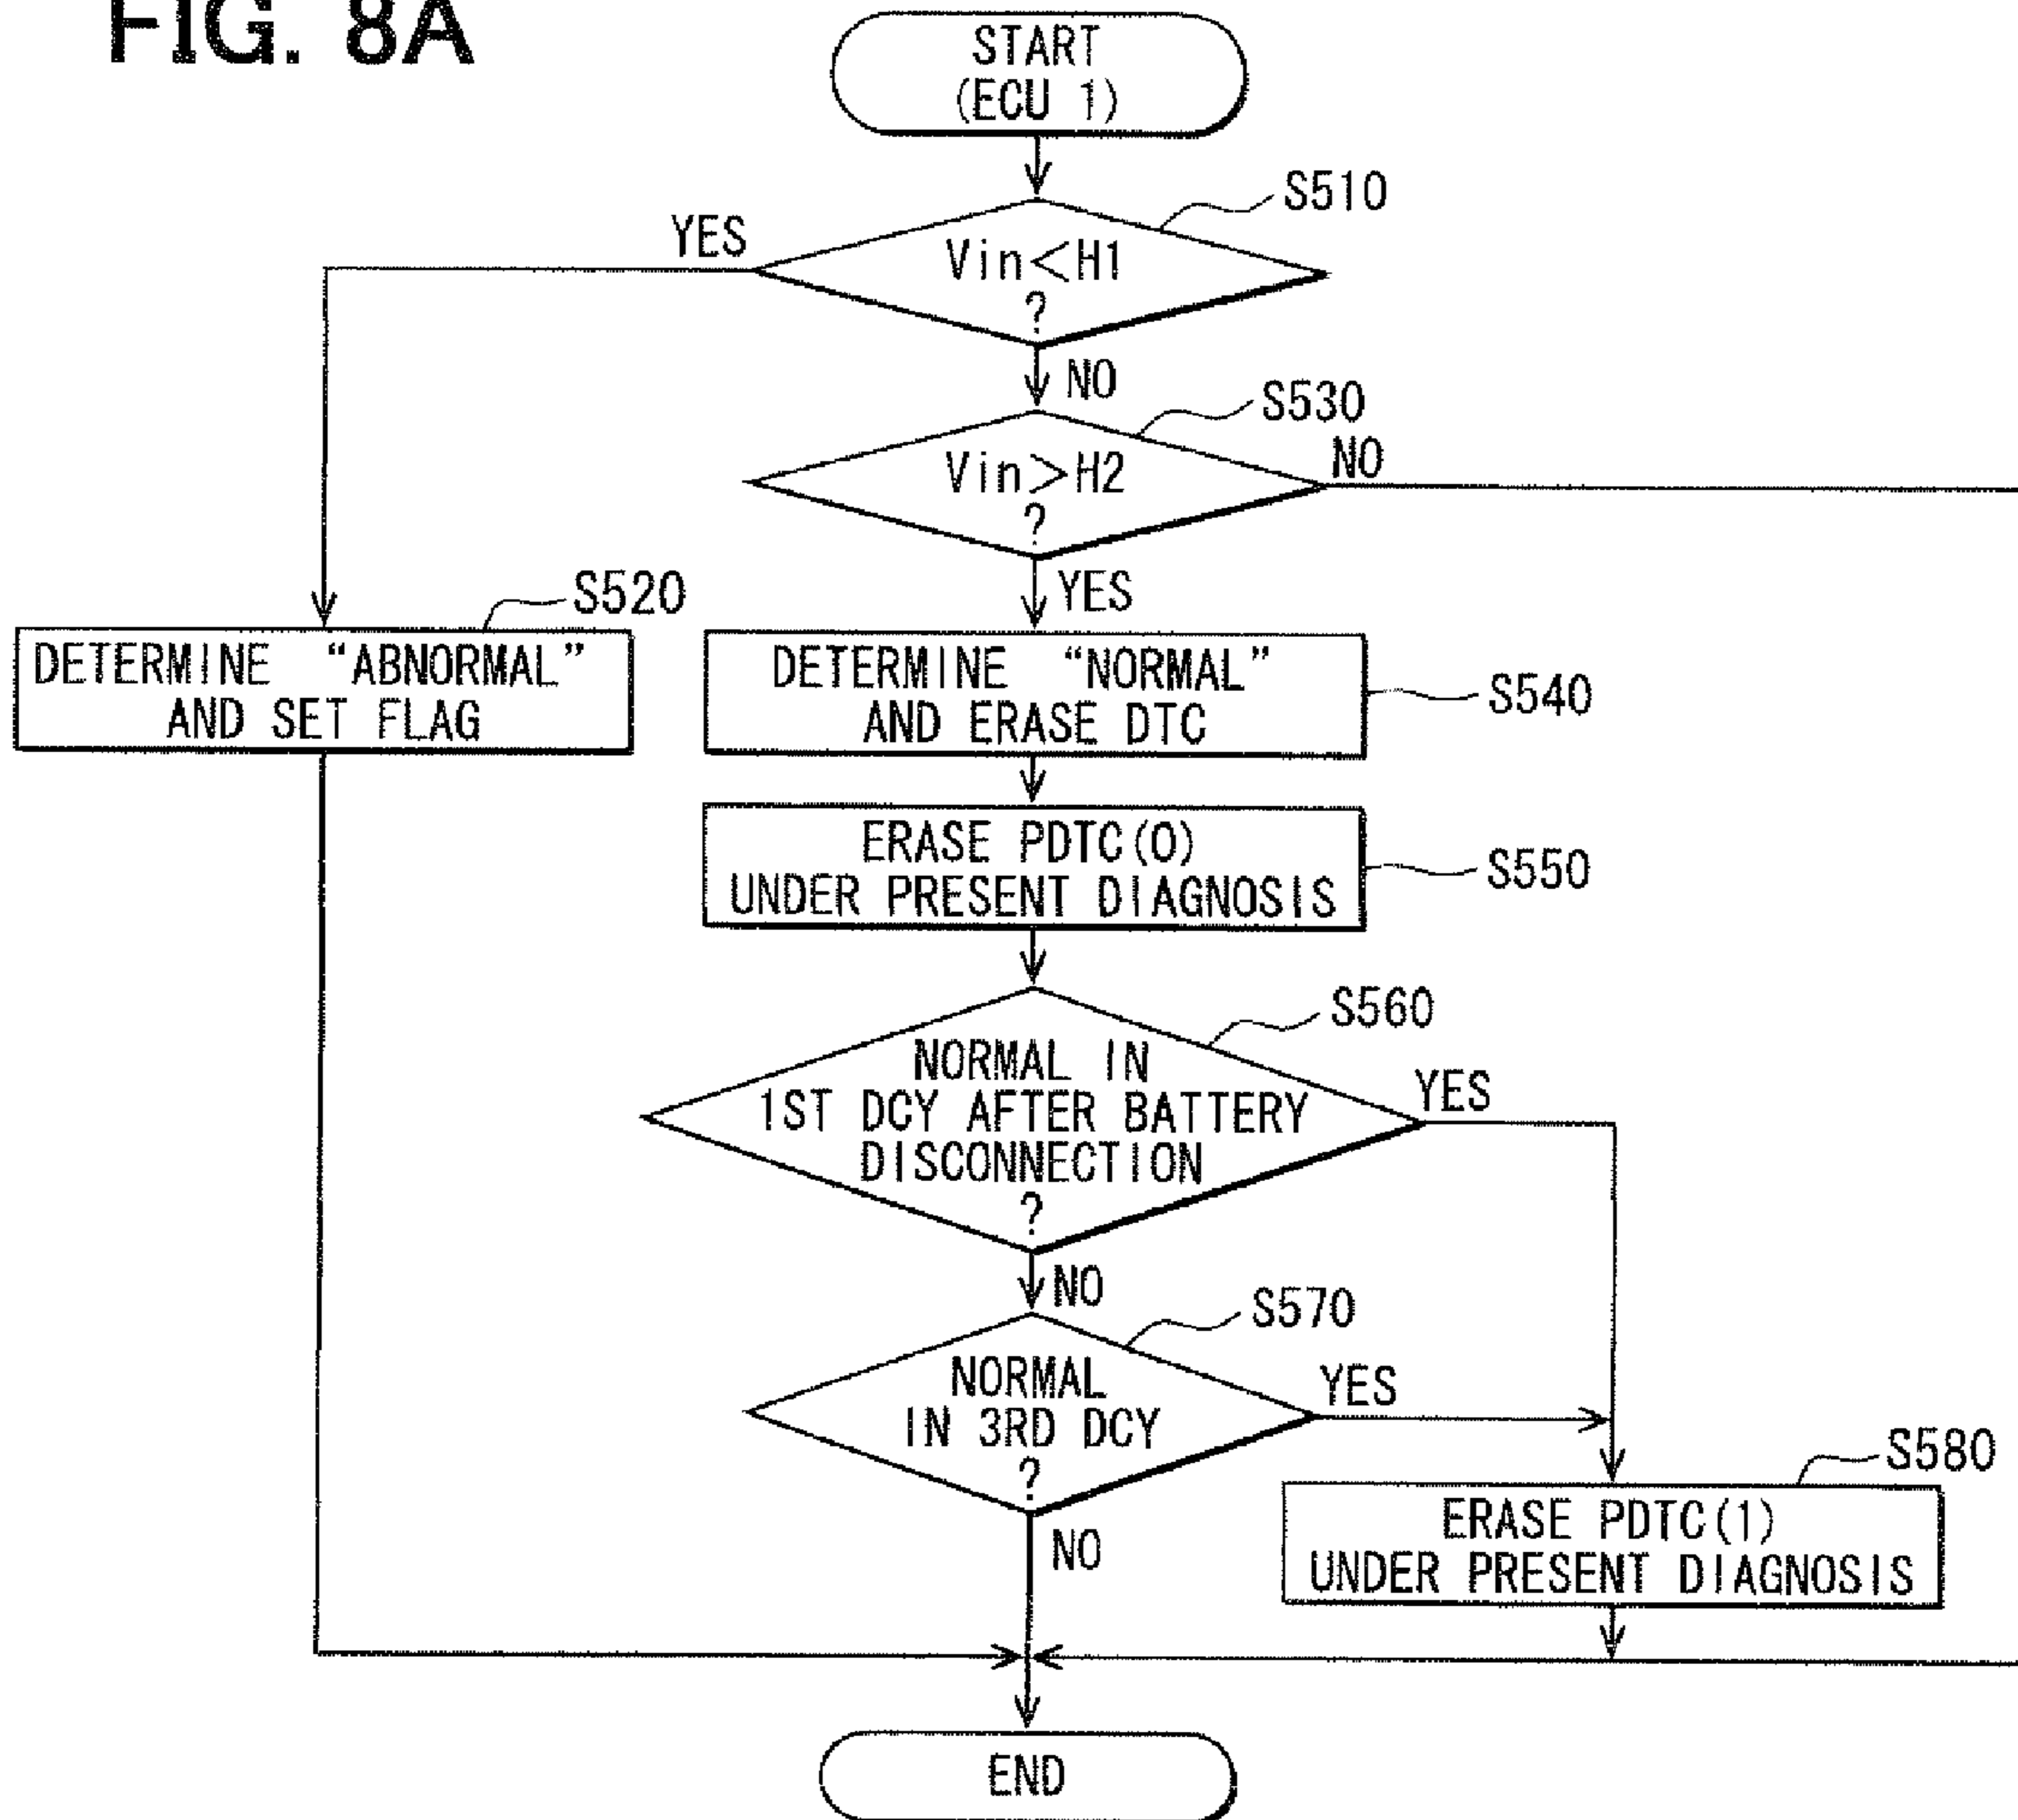 FIG. 8A
START
(ECU 1)
S510
YES
Vin<H1
?
NO
S530
Vin>H2
?
NO
YES
S520
DETERMINE "ABNORMAL"
AND SET FLAG
DETERMINE "NORMAL"
AND ERASE DTC
S540
ERASE PDTC(0)
UNDER PRESENT DIAGNOSIS
S550
S560
NORMAL IN
1ST DCY AFTER BATTERY
DISCONNECTION
?
YES
NO
S570
NORMAL
IN 3RD DCY
?
YES
NO
S580
ERASE PDTC(1)
UNDER PRESENT DIAGNOSIS
END